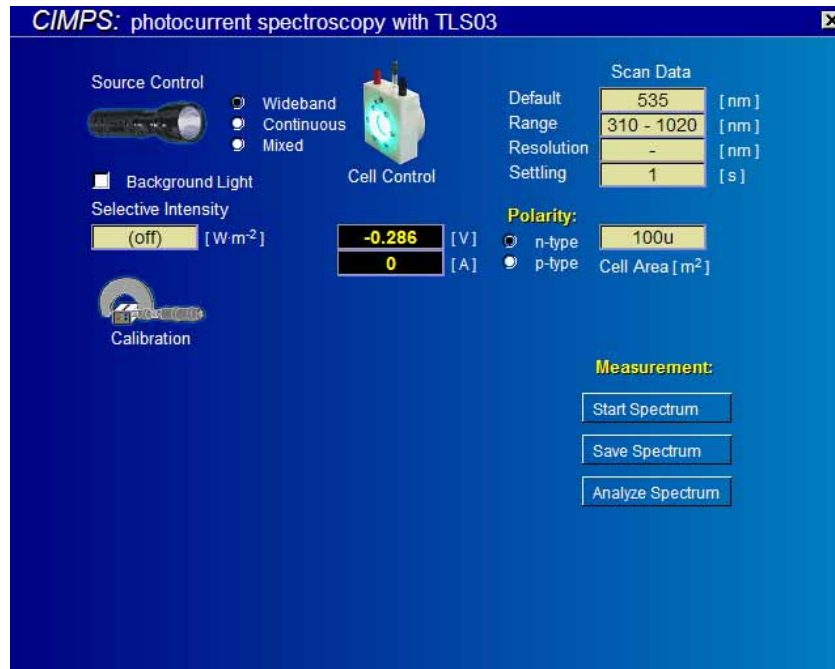 CIMPS: photocurrent spectroscopy with TLS03
Source Control
Wideband
Continuous
Mixed
Background Light
Selective Intensity
(off) [W·m-2]
Calibration
Cell Control
-0.286 [V]
0 [A]
Scan Data
Default 535 [nm]
Range 310 - 1020 [nm]
Resolution - [nm]
Settling 1 [s]
Polarity:
n-type
p-type
100u
Cell Area [m2]
Measurement:
Start Spectrum
Save Spectrum
Analyze Spectrum